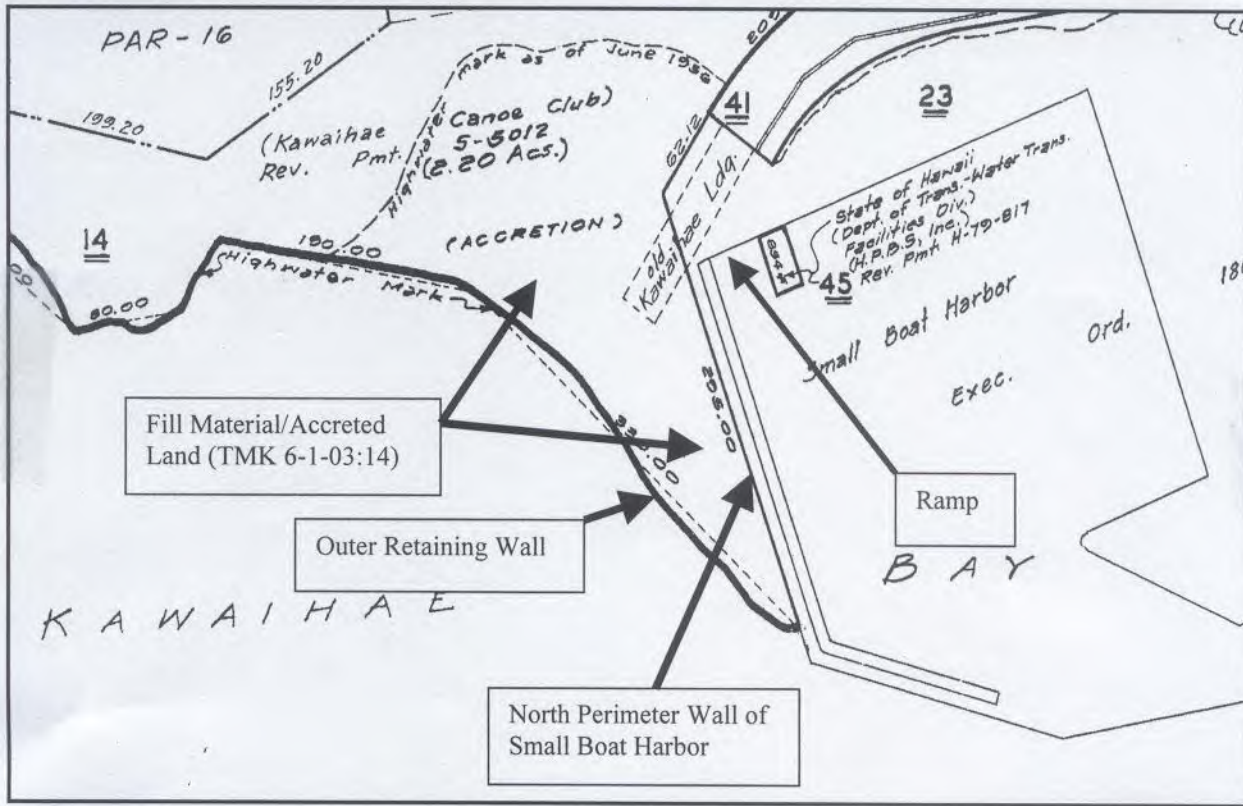 PAR-16
199.20
155.20
Highwater mark as of June 1956
(Kawaihae Canoe Club)
Rev. Pmt. S-5012
(2.20 Acs.)
(ACCRETION)
14
190.00
Highwater Mark
80.00
41
62.12
Old Kawaihae Ldg.
23
State of Hawaii
(Dept. of Trans.-Water Trans.
Facilities Div.)
(H.P.B.S, Inc.)
Rev. Pmt H-79-817
45
Small Boat Harbor
Exec. Ord.
205.00
Fill Material/Accreted
Land (TMK 6-1-03:14)
Outer Retaining Wall
Ramp
KAWAIHAE
BAY
North Perimeter Wall of
Small Boat Harbor